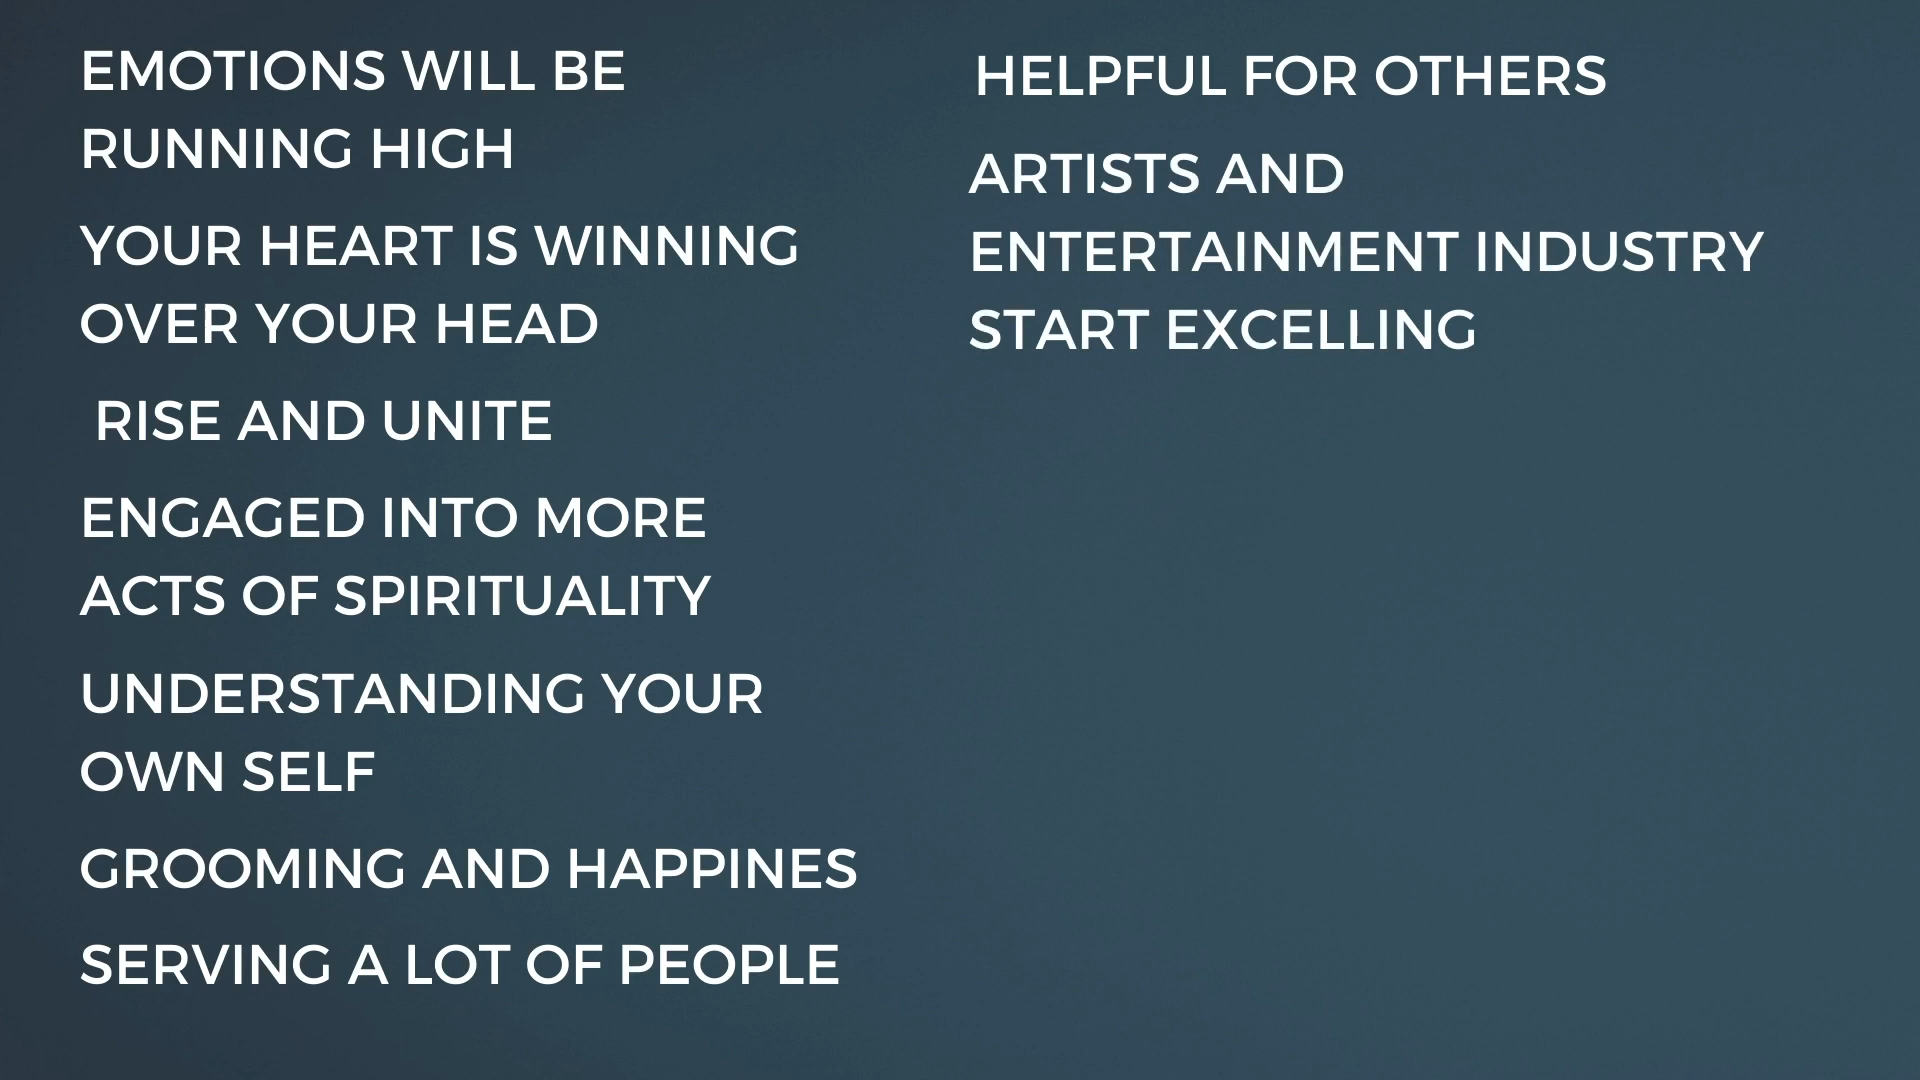 EMOTIONS WILL BE
RUNNING HIGH
YOUR HEART IS WINNING
OVER YOUR HEAD
RISE AND UNITE
ENGAGED INTO MORE
ACTS OF SPIRITUALITY
UNDERSTANDING YOUR
OWN SELF
GROOMING AND HAPPINES
SERVING A LOT OF PEOPLE
HELPFUL FOR OTHERS
ARTISTS AND
ENTERTAINMENT INDUSTRY
START EXCELLING